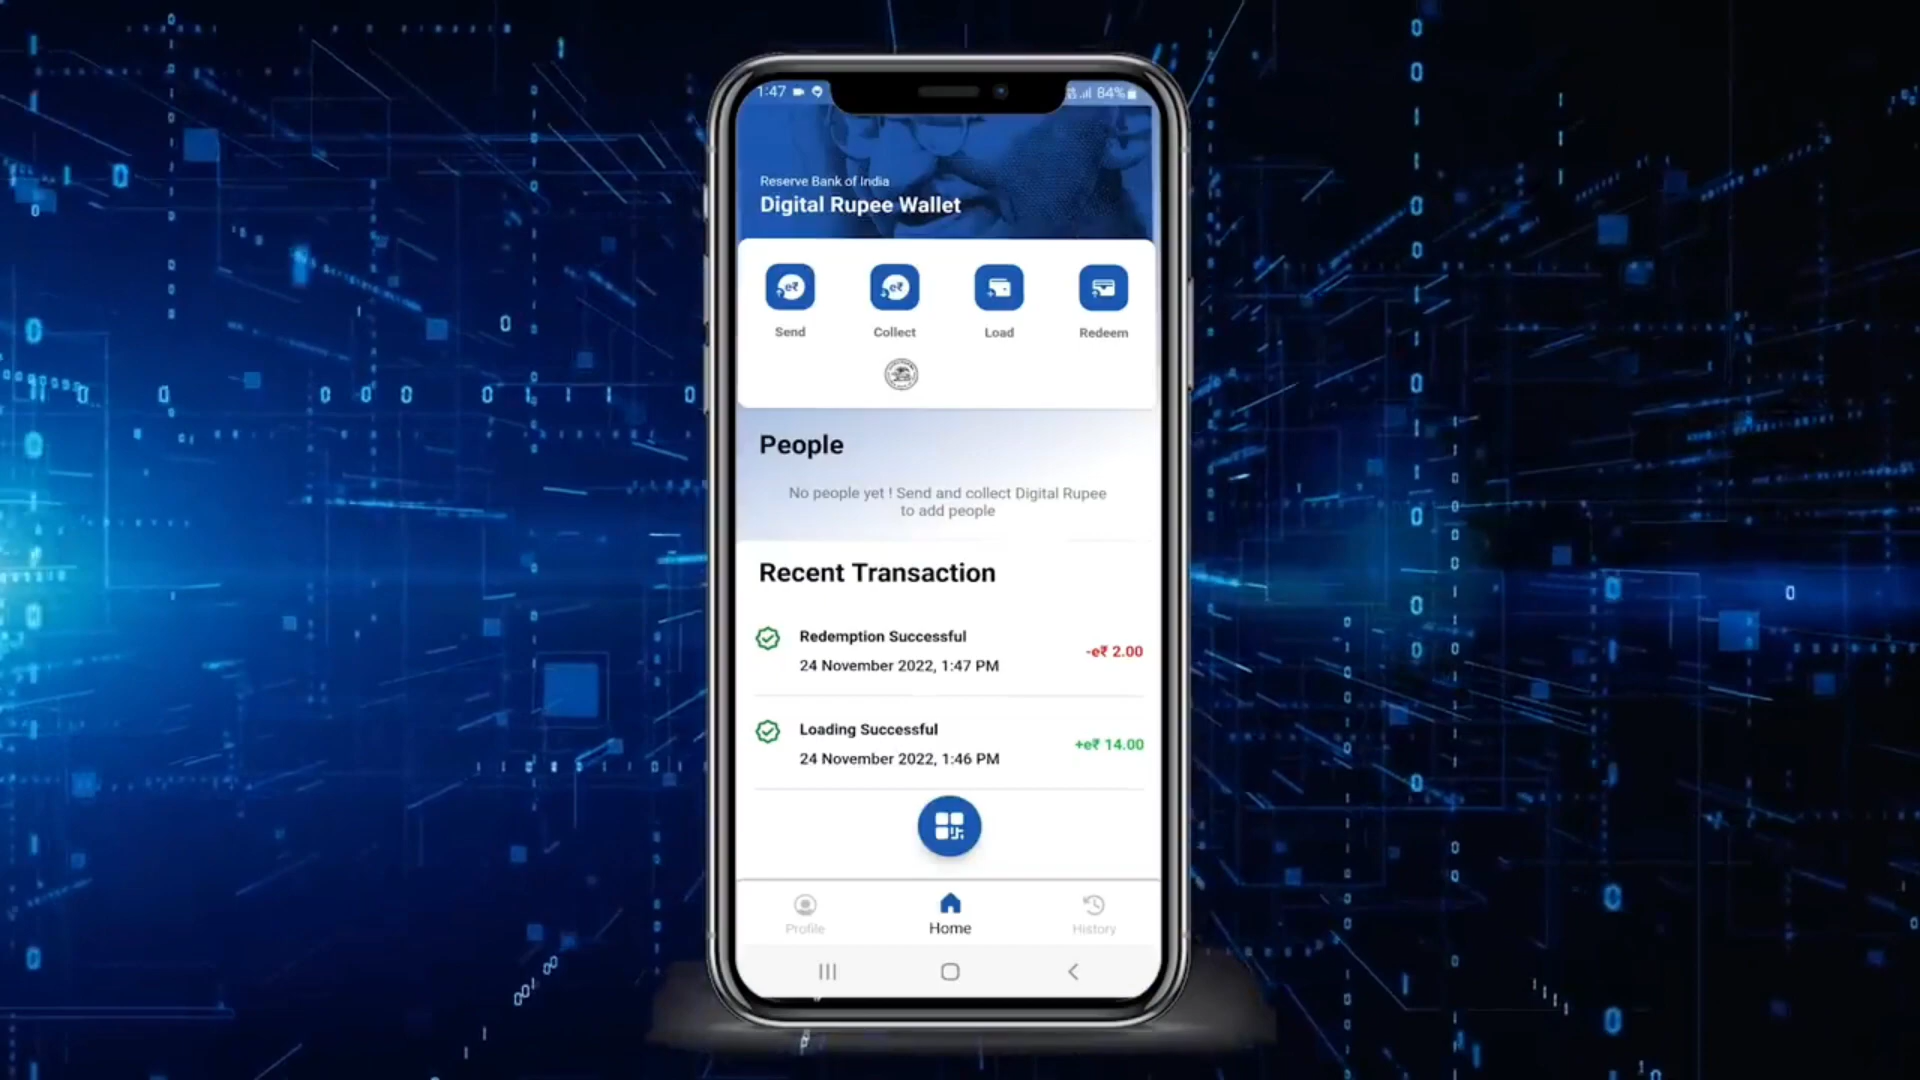 1:47 84%
Reserve Bank of India
Digital Rupee Wallet
e₹ e₹
Send Collect Load Redeem
People
No people yet ! Send and collect Digital Rupee
to add people
Recent Transaction
Redemption Successful
-e₹ 2.00
24 November 2022, 1:47 PM
Loading Successful
+e₹ 14.00
24 November 2022, 1:46 PM
Profile Home History